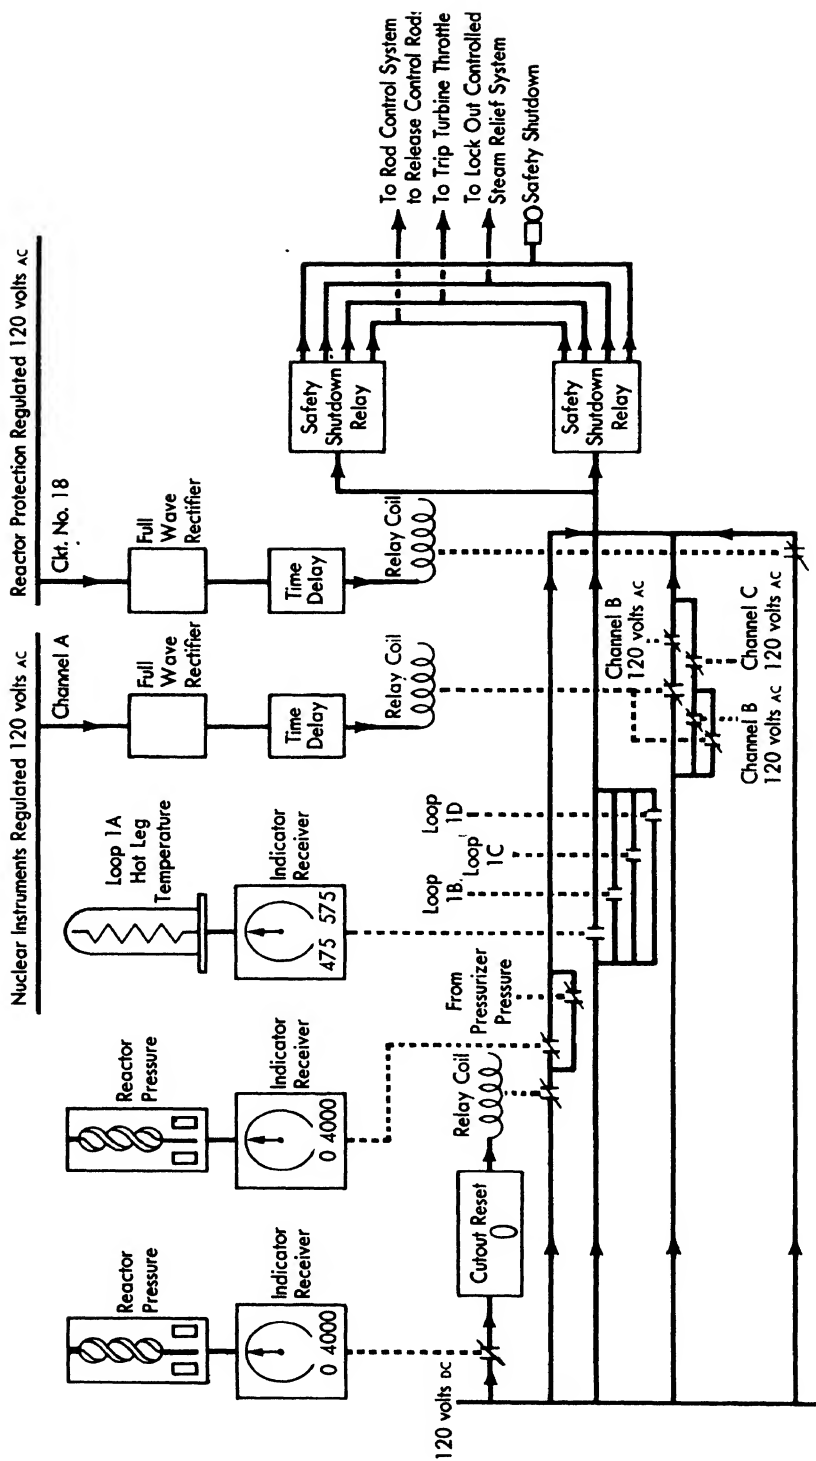 Nuclear Instruments Regulated 120 volts AC
Reactor Protection Regulated 120 volts AC
Channel A
Ckt. No. 18
Reactor
Pressure
Reactor
Pressure
Loop 1A
Hot Leg
Temperature
Full
Wave
Rectifier
Full
Wave
Rectifier
Indicator
Receiver
0 4000
Indicator
Receiver
0 4000
Indicator
Receiver
475 575
Time
Delay
Time
Delay
Relay Coil
Relay Coil
Safety
Shutdown
Relay
Safety
Shutdown
Relay
To Rod Control System
to Release Control Rods
To Trip Turbine Throttle
To Lock Out Controlled
Steam Relief System
Safety Shutdown
120 volts DC
Cutout Reset
0
Relay Coil
From
Pressurizer
Pressure
Loop
1B
Loop
1C
Loop
1D
Channel B
120 volts AC
Channel B
120 volts AC
Channel C
120 volts AC